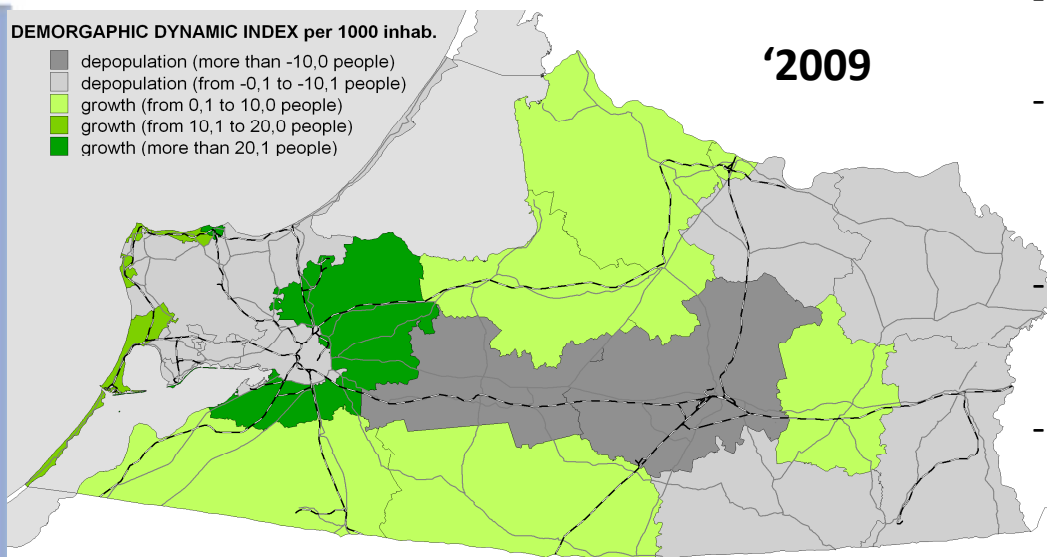 DEMORGAPHIC DYNAMIC INDEX per 1000 inhab.
depopulation (more than -10,0 people)
depopulation (from -0,1 to -10,1 people)
growth (from 0,1 to 10,0 people)
growth (from 10,1 to 20,0 people)
growth (more than 20,1 people)
‘2009